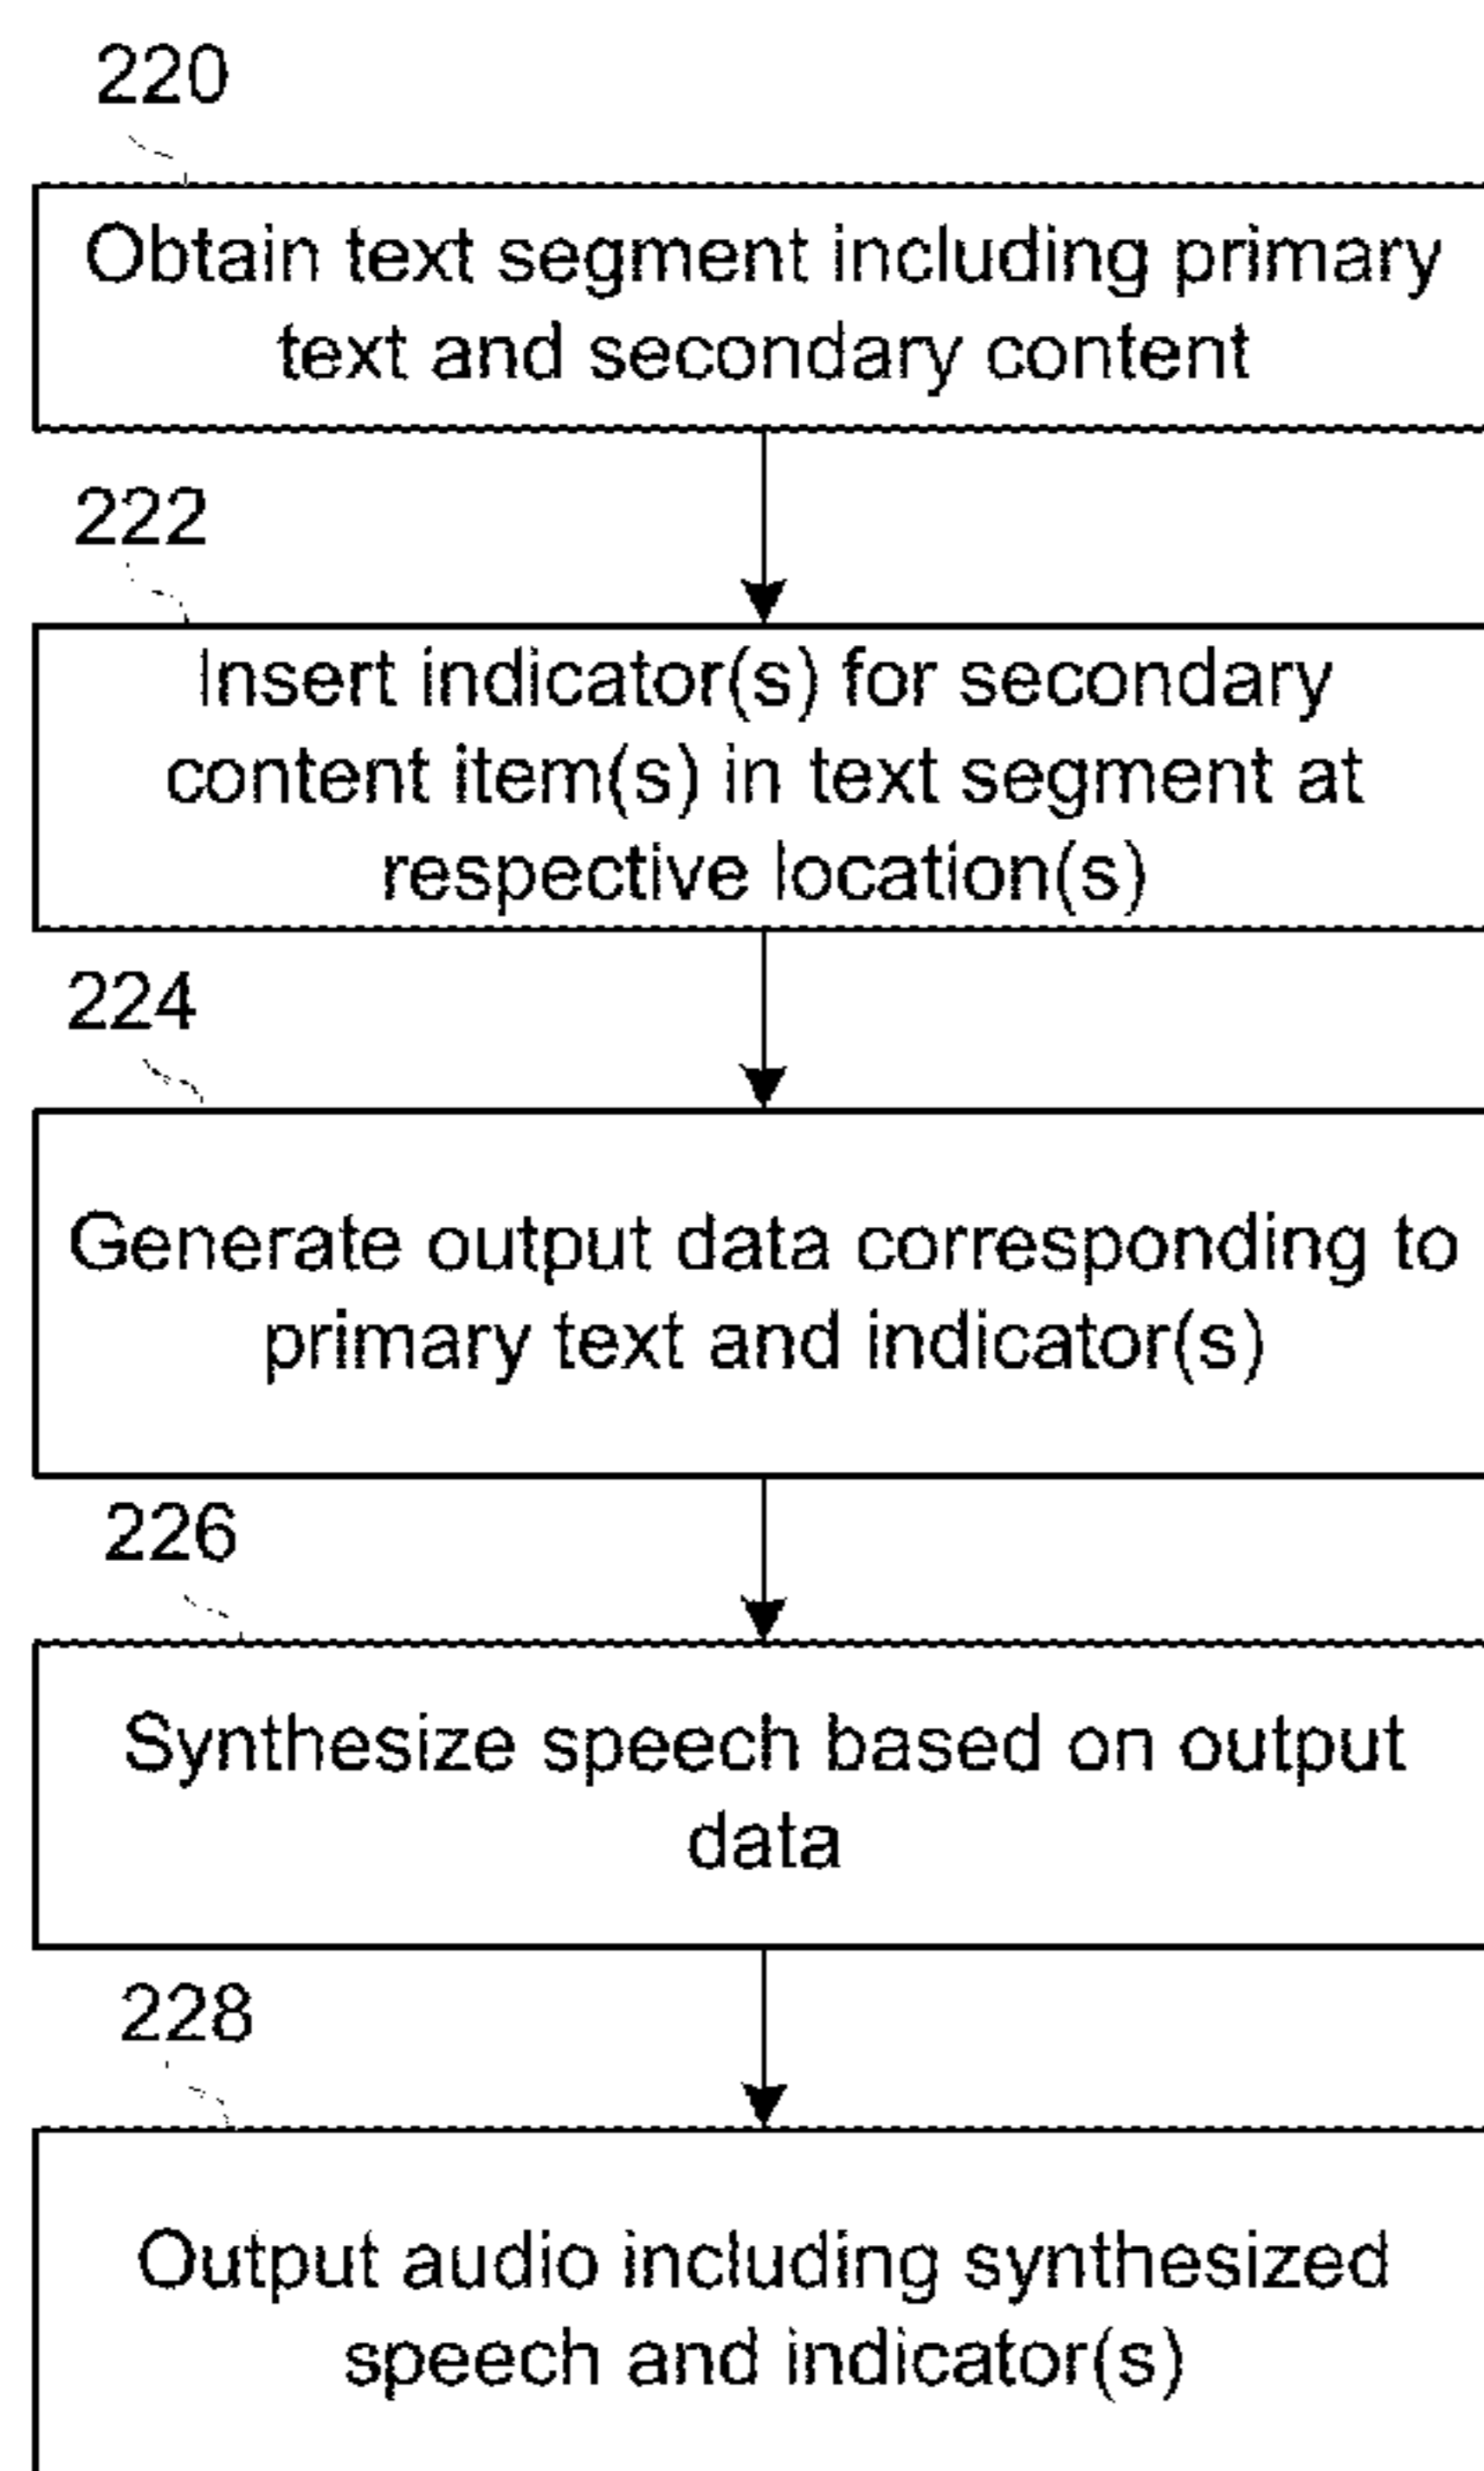 220
Obtain text segment including primary
text and secondary content
222
Insert indicator(s) for secondary
content item(s) in text segment at
respective location(s)
224
Generate output data corresponding to
primary text and indicator(s)
226
Synthesize speech based on output
data
228
Output audio including synthesized
speech and indicator(s)